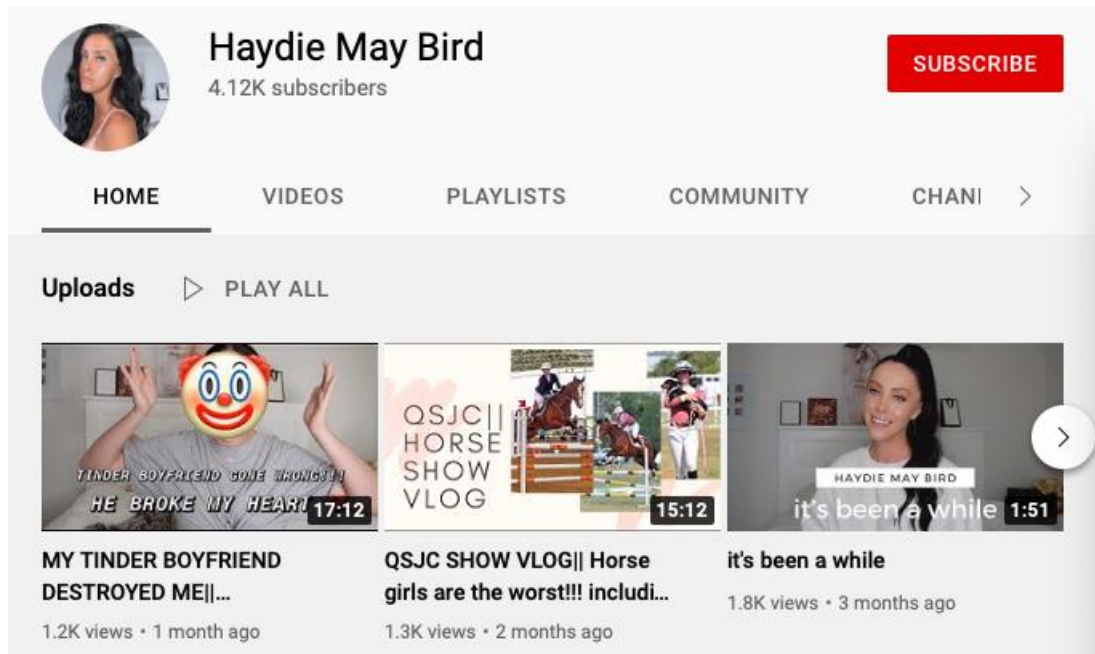 Haydie May Bird
4.12K subscribers
SUBSCRIBE
HOME VIDEOS PLAYLISTS COMMUNITY CHANI
Uploads PLAY ALL
TINDER BOYFRIEND GONE WRONG!!!
HE BROKE MY HEART
17:12
QSJC||
HORSE
SHOW
VLOG
15:12
HAYDIE MAY BIRD
it's been a while
1:51
MY TINDER BOYFRIEND
DESTROYED ME||...
1.2K views • 1 month ago
QSJC SHOW VLOG|| Horse
girls are the worst!!! includi...
1.3K views • 2 months ago
it's been a while
1.8K views • 3 months ago